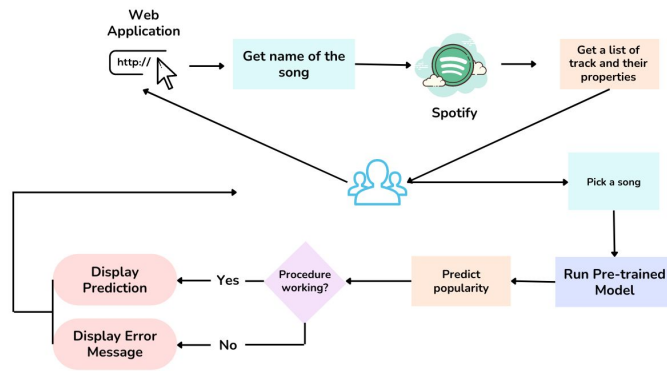 Web
Application
http://
Get name of the
song
Spotify
Get a list of
track and their
properties
Pick a song
Run Pre-trained
Model
Predict
popularity
Procedure
working?
Yes
Display
Prediction
No
Display Error
Message